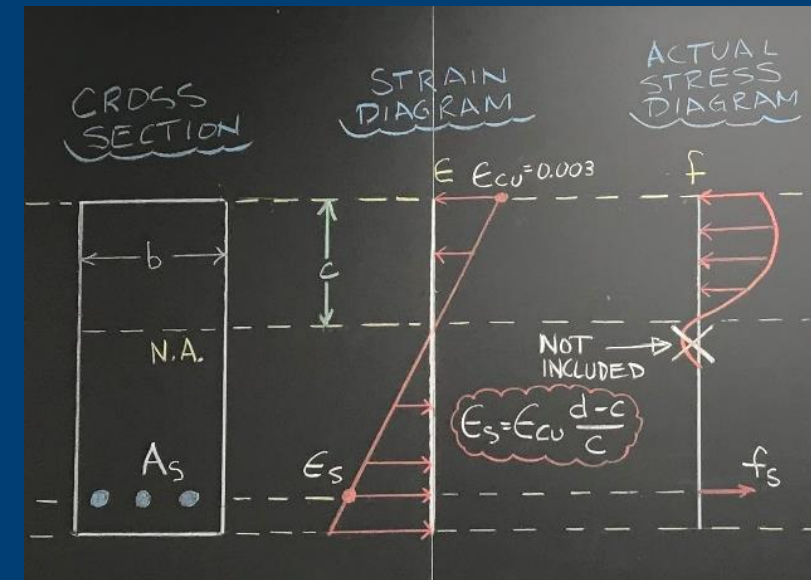 CROSS
SECTION
STRAIN
DIAGRAM
ACTUAL
STRESS
DIAGRAM
ϵ ϵcu=0.003
f
b
c
N.A.
NOT
INCLUDED
ϵs=ϵcu (d-c)/c
As
ϵs
fs